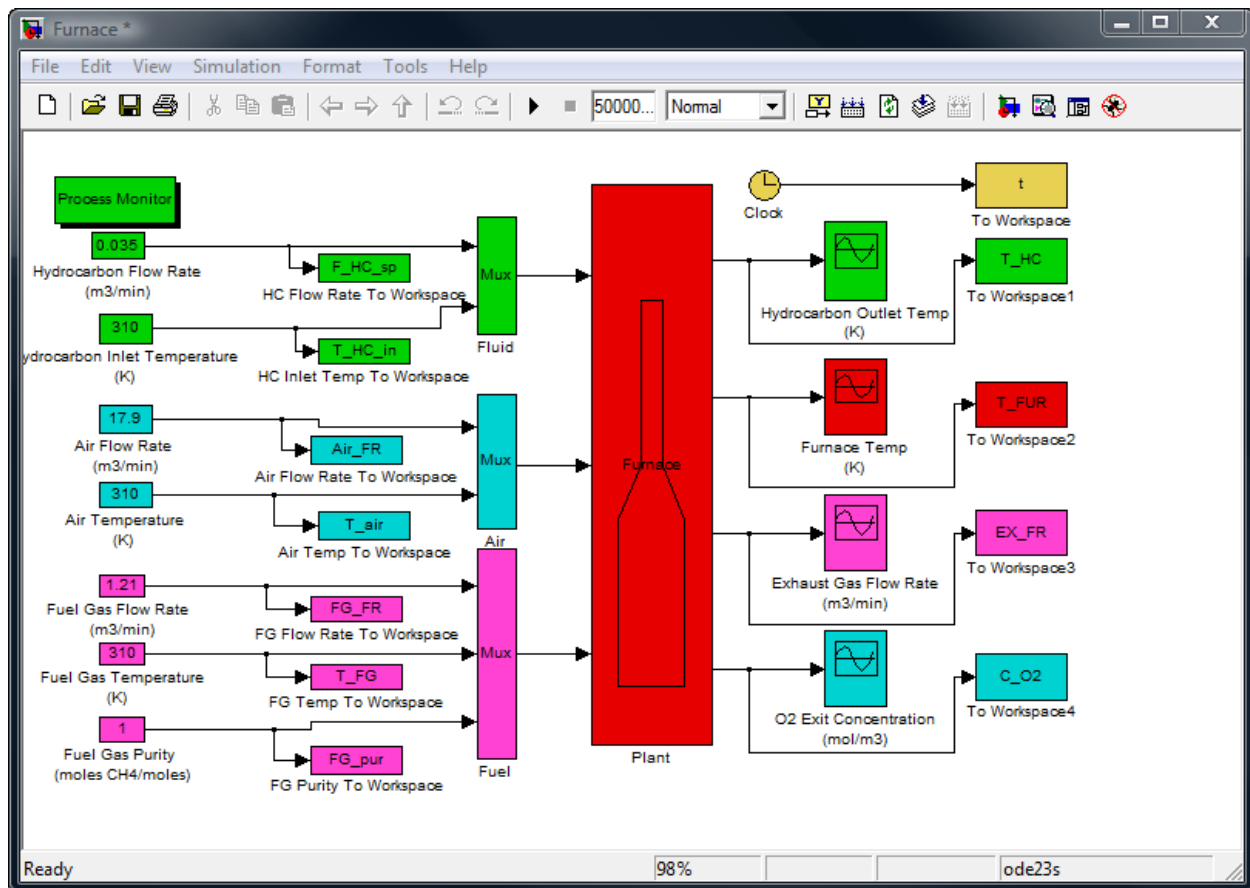 Furnace *
File Edit View Simulation Format Tools Help
50000... Normal
Process Monitor
0.035
Hydrocarbon Flow Rate
(m3/min)
F_HC_sp
HC Flow Rate To Workspace
310
ydrocarbon Inlet Temperature
(K)
T_HC_in
HC Inlet Temp To Workspace
Mux
Fluid
17.9
Air Flow Rate
(m3/min)
Air_FR
Air Flow Rate To Workspace
310
Air Temperature
(K)
T_air
Air Temp To Workspace
Mux
Air
1.21
Fuel Gas Flow Rate
(m3/min)
FG_FR
FG Flow Rate To Workspace
310
Fuel Gas Temperature
(K)
T_FG
FG Temp To Workspace
1
Fuel Gas Purity
(moles CH4/moles)
FG_pur
FG Purity To Workspace
Mux
Fuel
Furnace
Plant
Clock
t
To Workspace
Hydrocarbon Outlet Temp
(K)
T_HC
To Workspace1
Furnace Temp
(K)
T_FUR
To Workspace2
Exhaust Gas Flow Rate
(m3/min)
EX_FR
To Workspace3
O2 Exit Concentration
(mol/m3)
C_O2
To Workspace4
Ready 98% ode23s